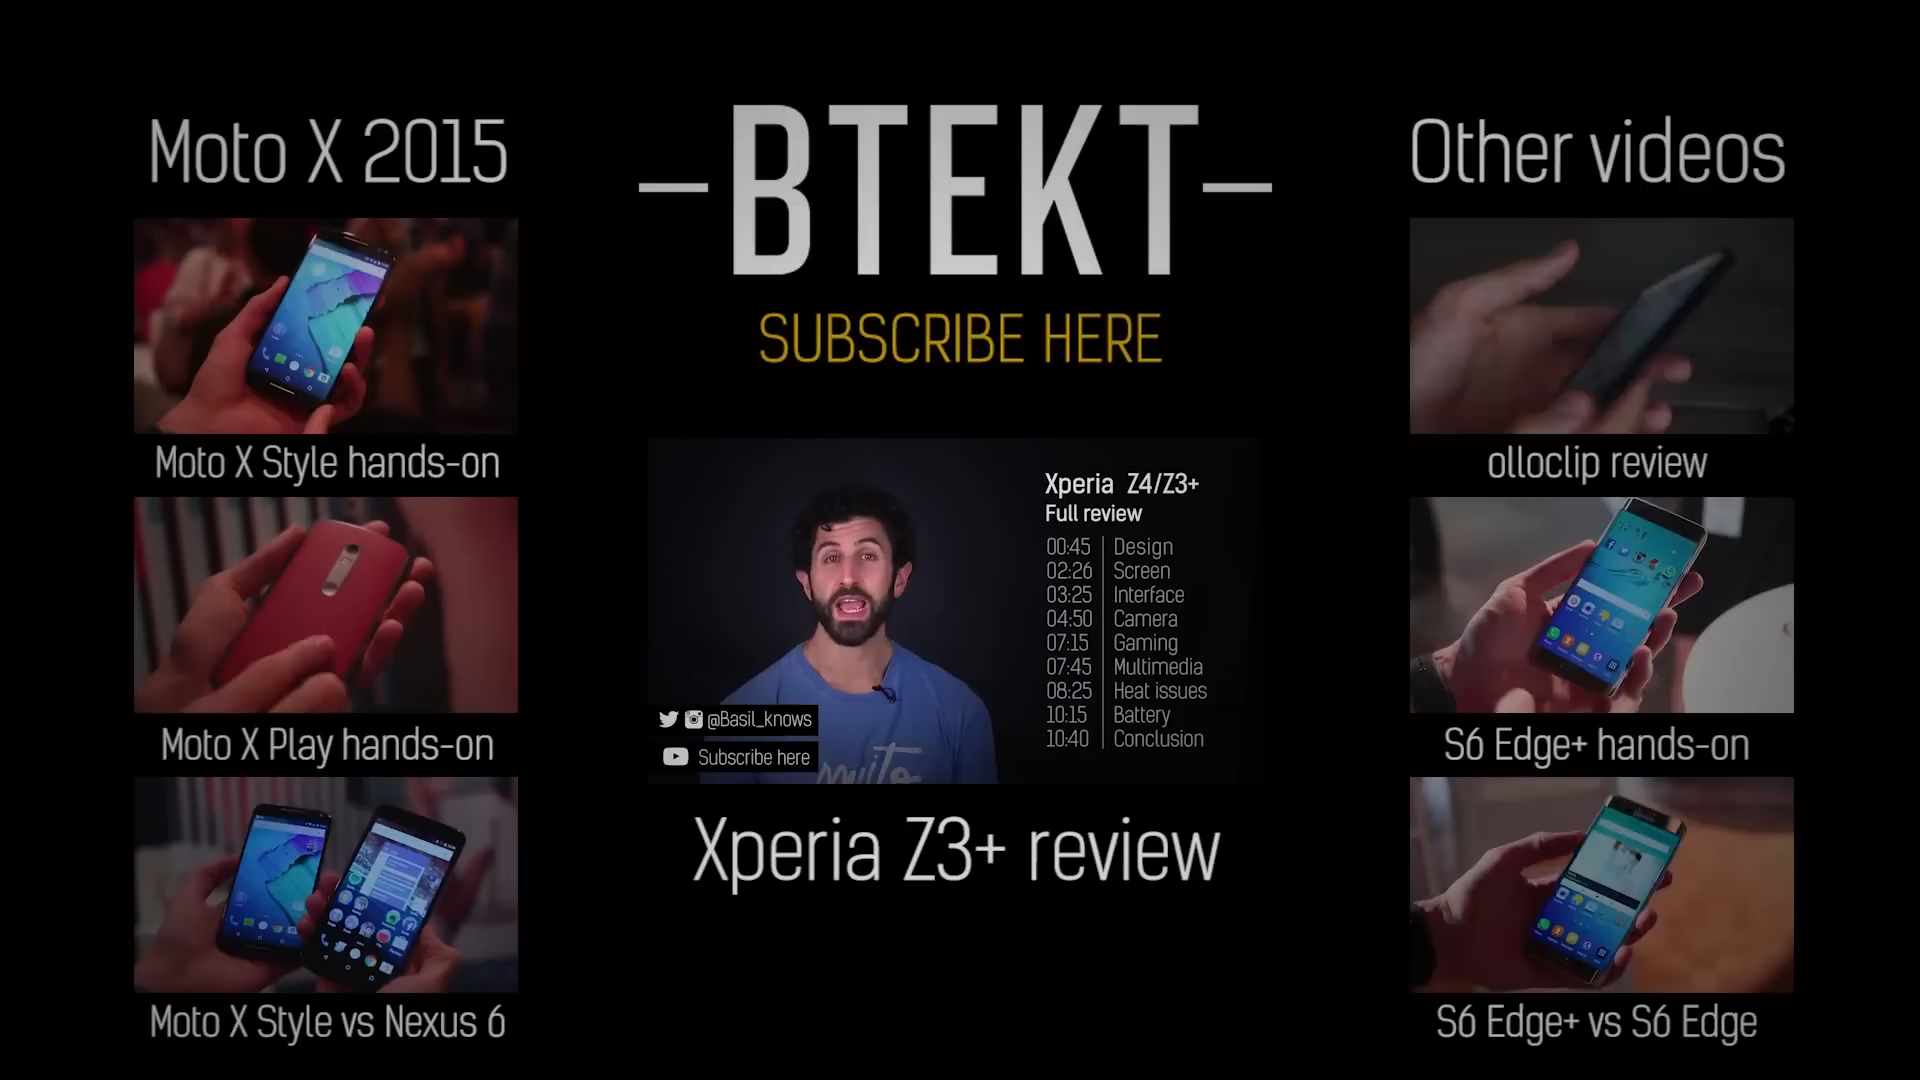 Moto X 2015
Moto X Style hands-on
Moto X Play hands-on
Moto X Style vs Nexus 6
BTEKT
SUBSCRIBE HERE
Xperia Z4/Z3+
Full review
00:45 Design
02:26 Screen
03:25 Interface
04:50 Camera
07:15 Gaming
07:45 Multimedia
08:25 Heat issues
10:15 Battery
10:40 Conclusion
@Basil_knows
Subscribe here
Xperia Z3+ review
Other videos
olloclip review
S6 Edge+ hands-on
S6 Edge+ vs S6 Edge